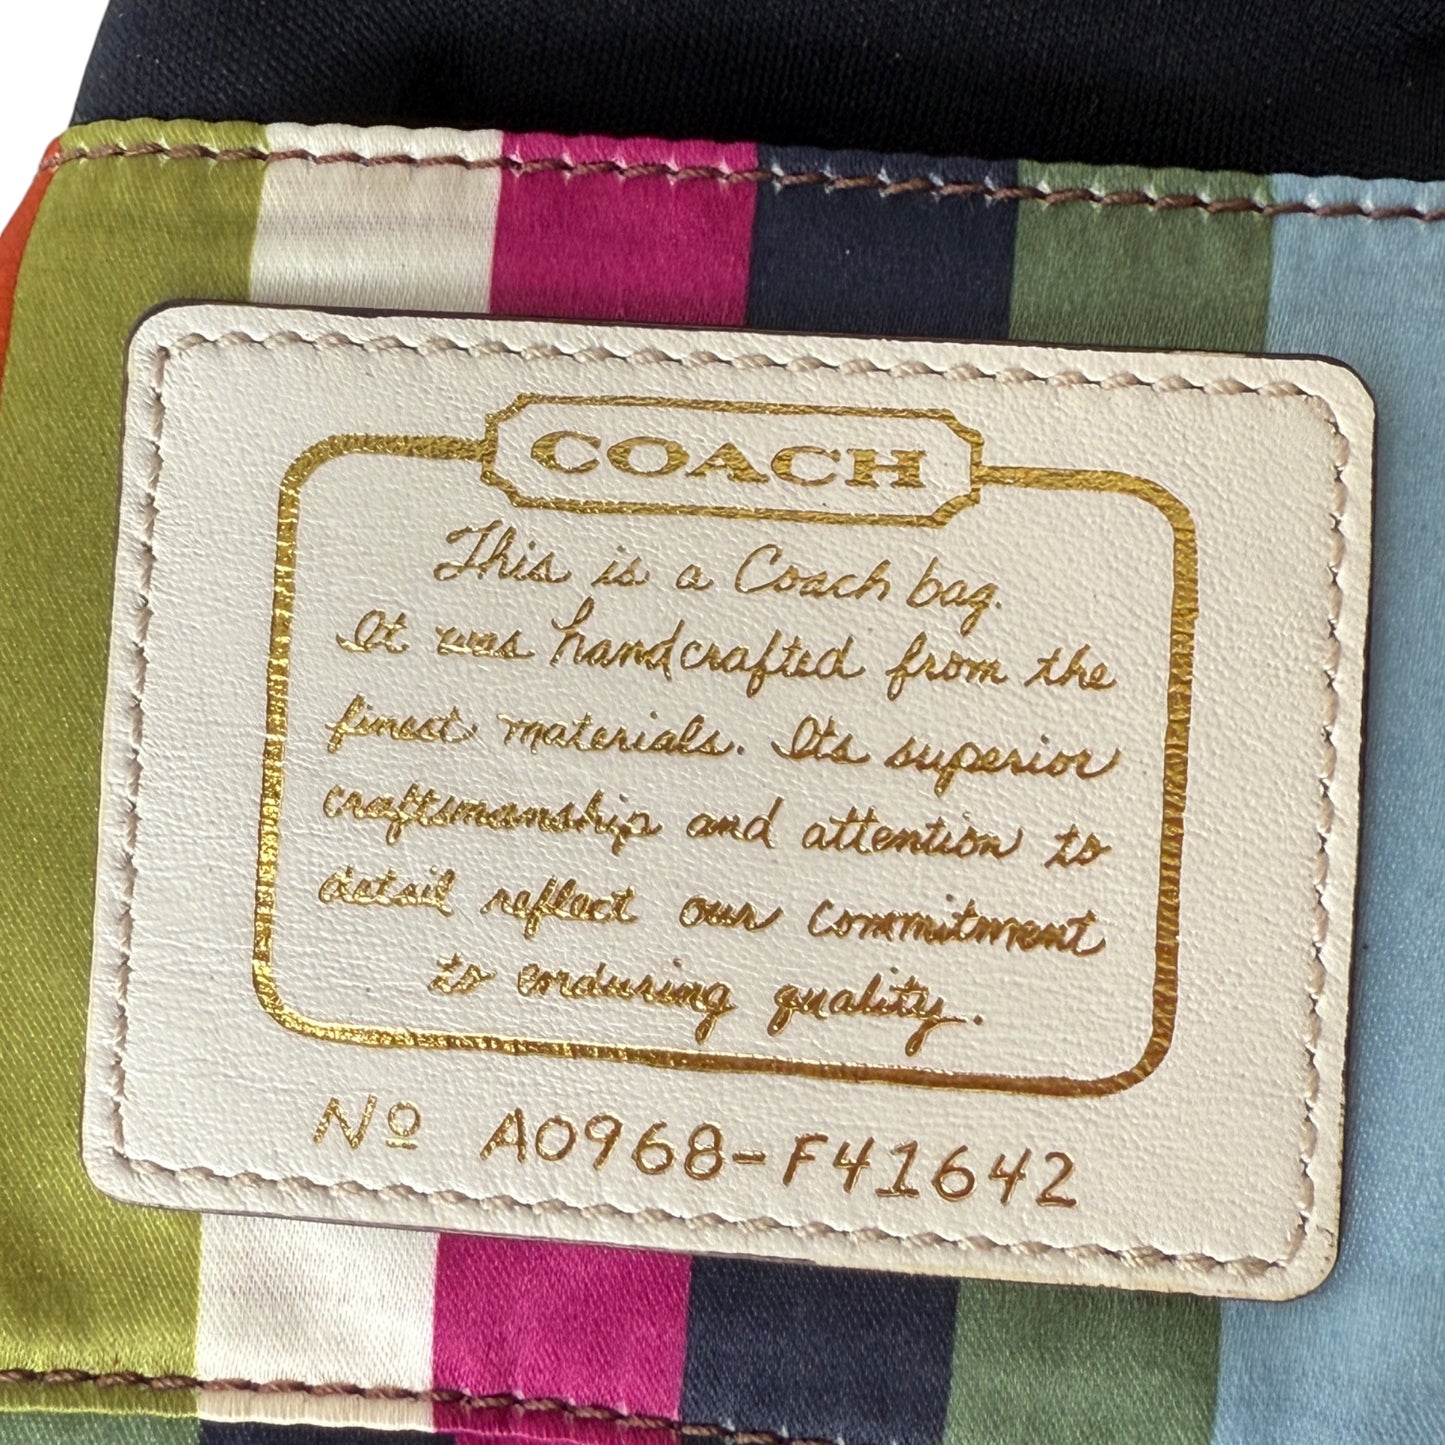 COACH
This is a Coach bag.
It was handcrafted from the
finest materials. Its superior
craftsmanship and attention to
detail reflect our commitment
to enduring quality.
Nº A0968-F41642